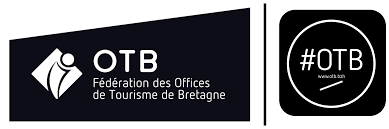 OTB
Fédération des Offices
de Tourisme de Bretagne
#OTB